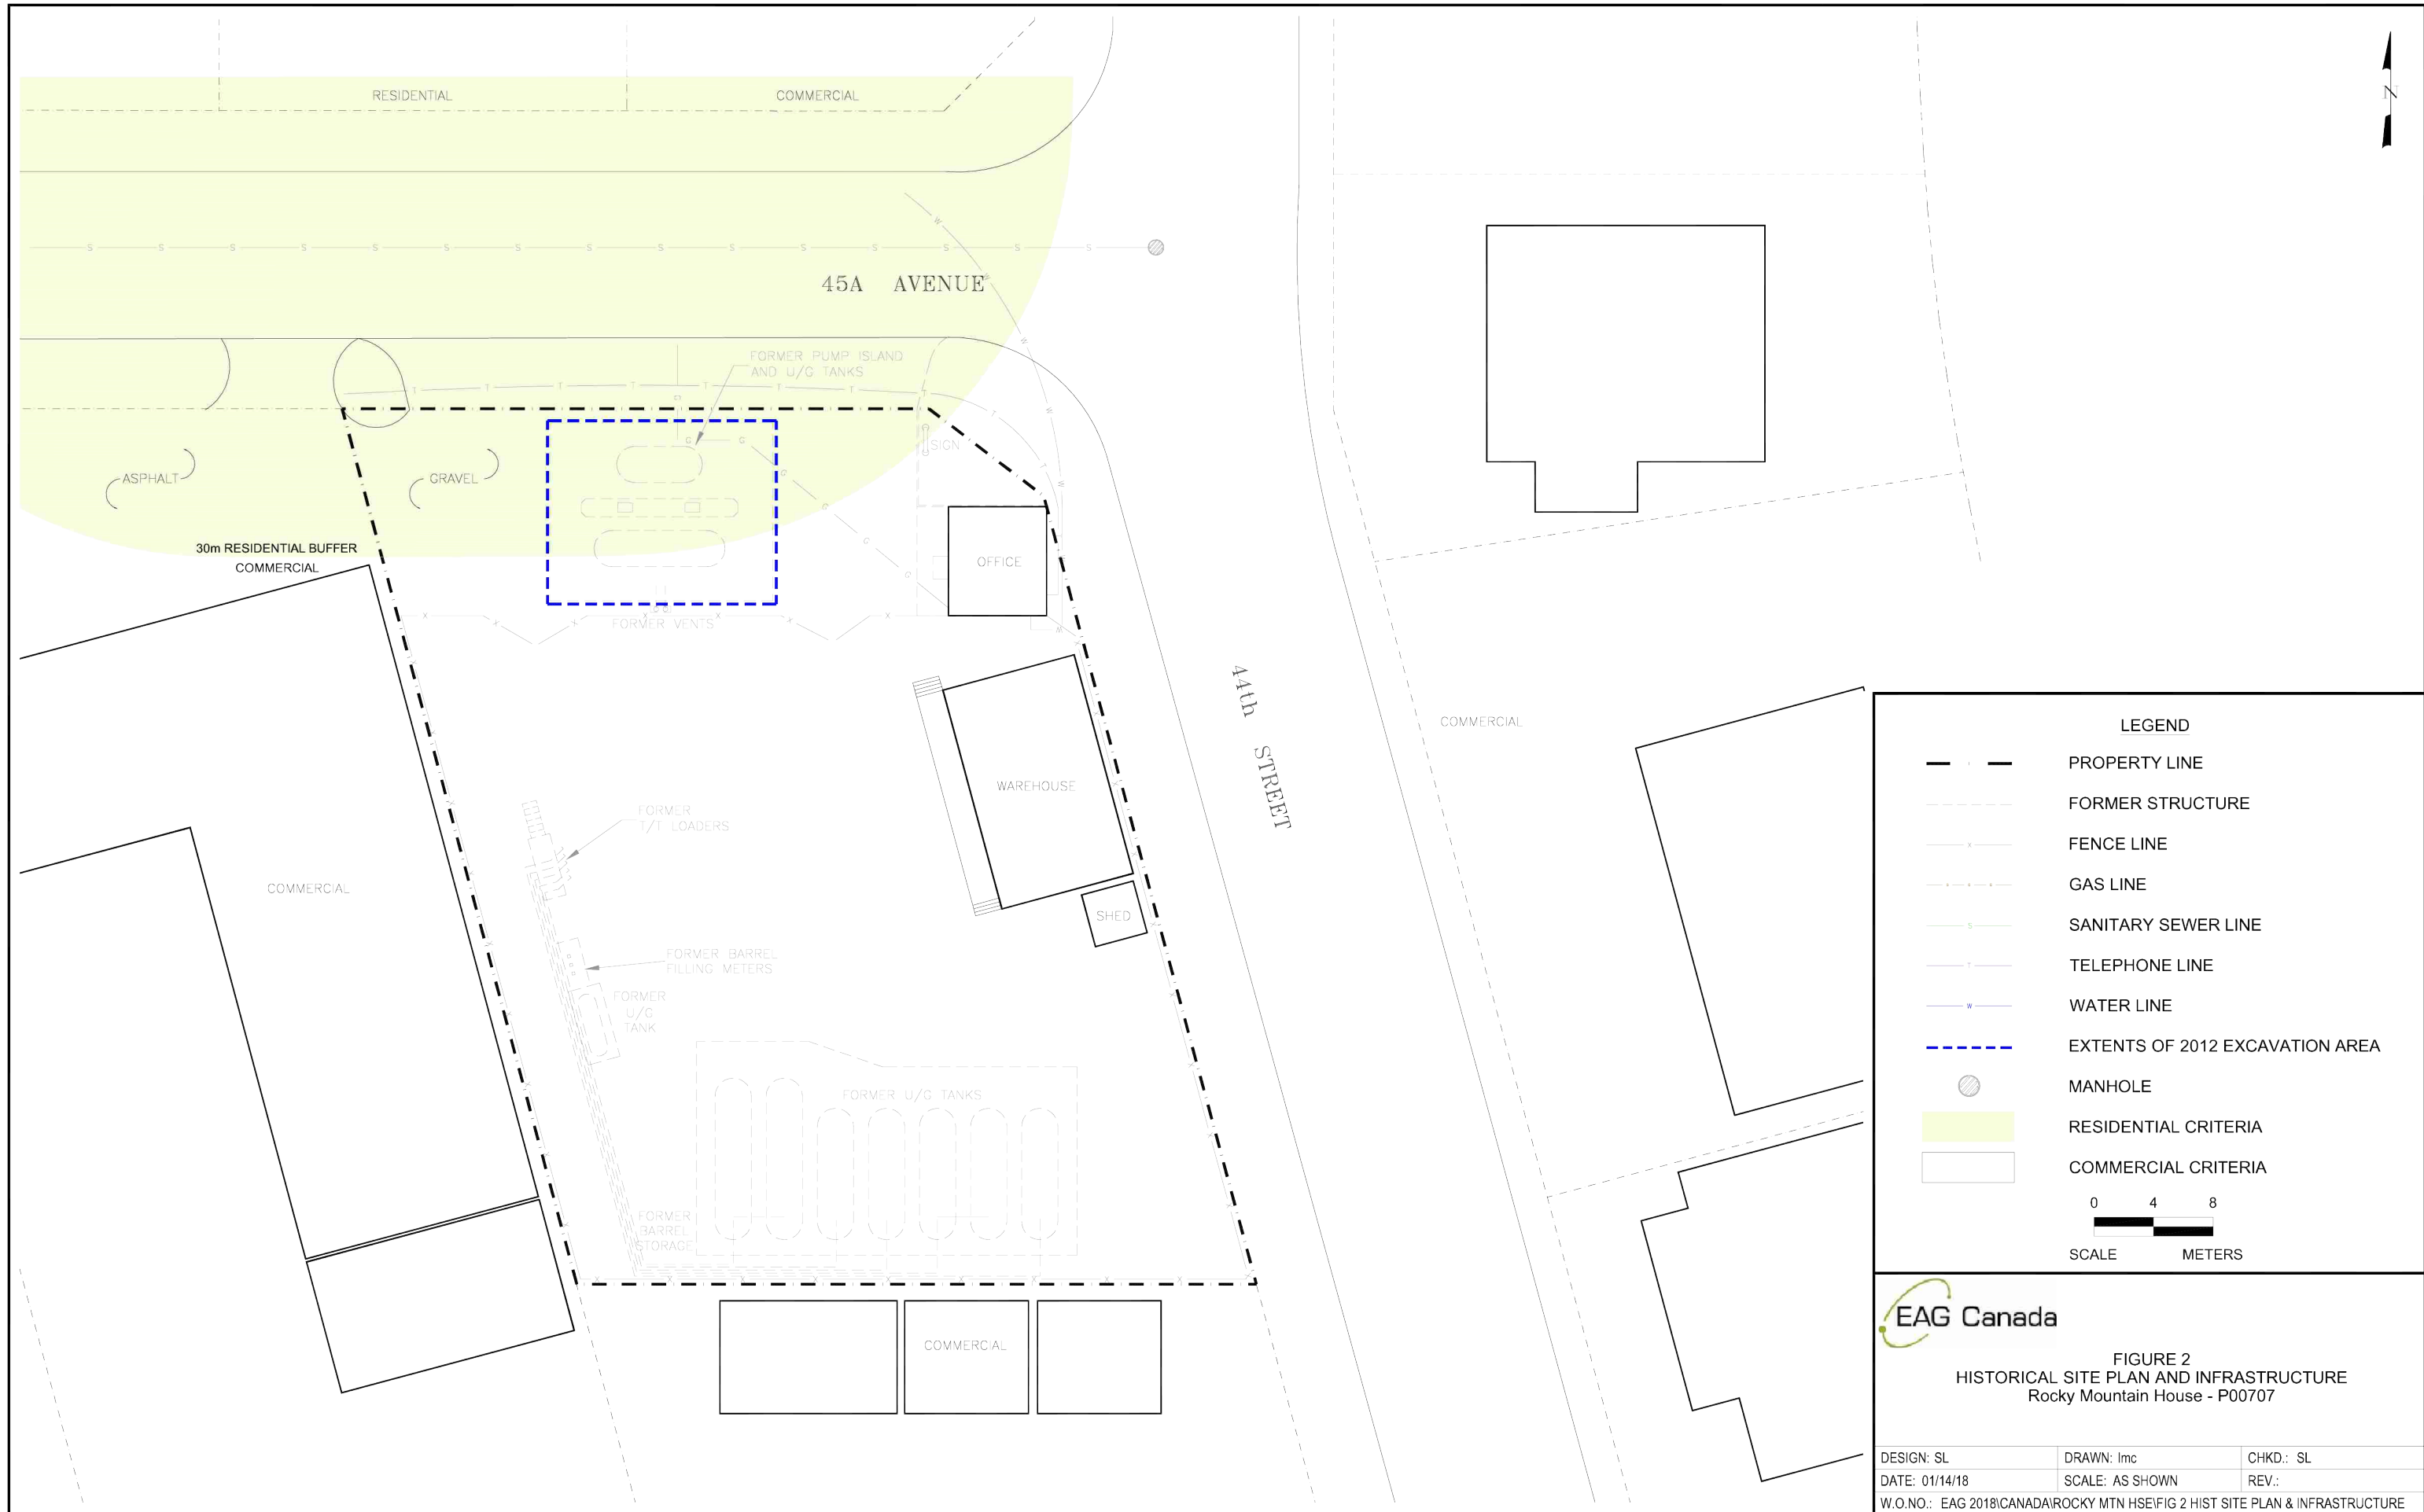 RESIDENTIAL
COMMERCIAL
N
S S S S S S S S S S S S S S S
45A AVENUE
FORMER PUMP ISLAND
AND U/G TANKS
SIGN
ASPHALT
GRAVEL
30m RESIDENTIAL BUFFER
COMMERCIAL
OFFICE
FORMER VENTS
44th STREET
COMMERCIAL
WAREHOUSE
FORMER
T/T LOADERS
COMMERCIAL
SHED
FORMER BARREL
FILLING METERS
FORMER
U/G
TANK
FORMER U/G TANKS
FORMER
BARREL
STORAGE
COMMERCIAL
LEGEND
PROPERTY LINE
FORMER STRUCTURE
X FENCE LINE
GAS LINE
S SANITARY SEWER LINE
T TELEPHONE LINE
W WATER LINE
EXTENTS OF 2012 EXCAVATION AREA
MANHOLE
RESIDENTIAL CRITERIA
COMMERCIAL CRITERIA
0 4 8
SCALE METERS
EAG Canada
FIGURE 2
HISTORICAL SITE PLAN AND INFRASTRUCTURE
Rocky Mountain House - P00707
DESIGN: SL DRAWN: lmc CHKD.: SL
DATE: 01/14/18 SCALE: AS SHOWN REV.:
W.O.NO.: EAG 2018\CANADA\ROCKY MTN HSE\FIG 2 HIST SITE PLAN & INFRASTRUCTURE